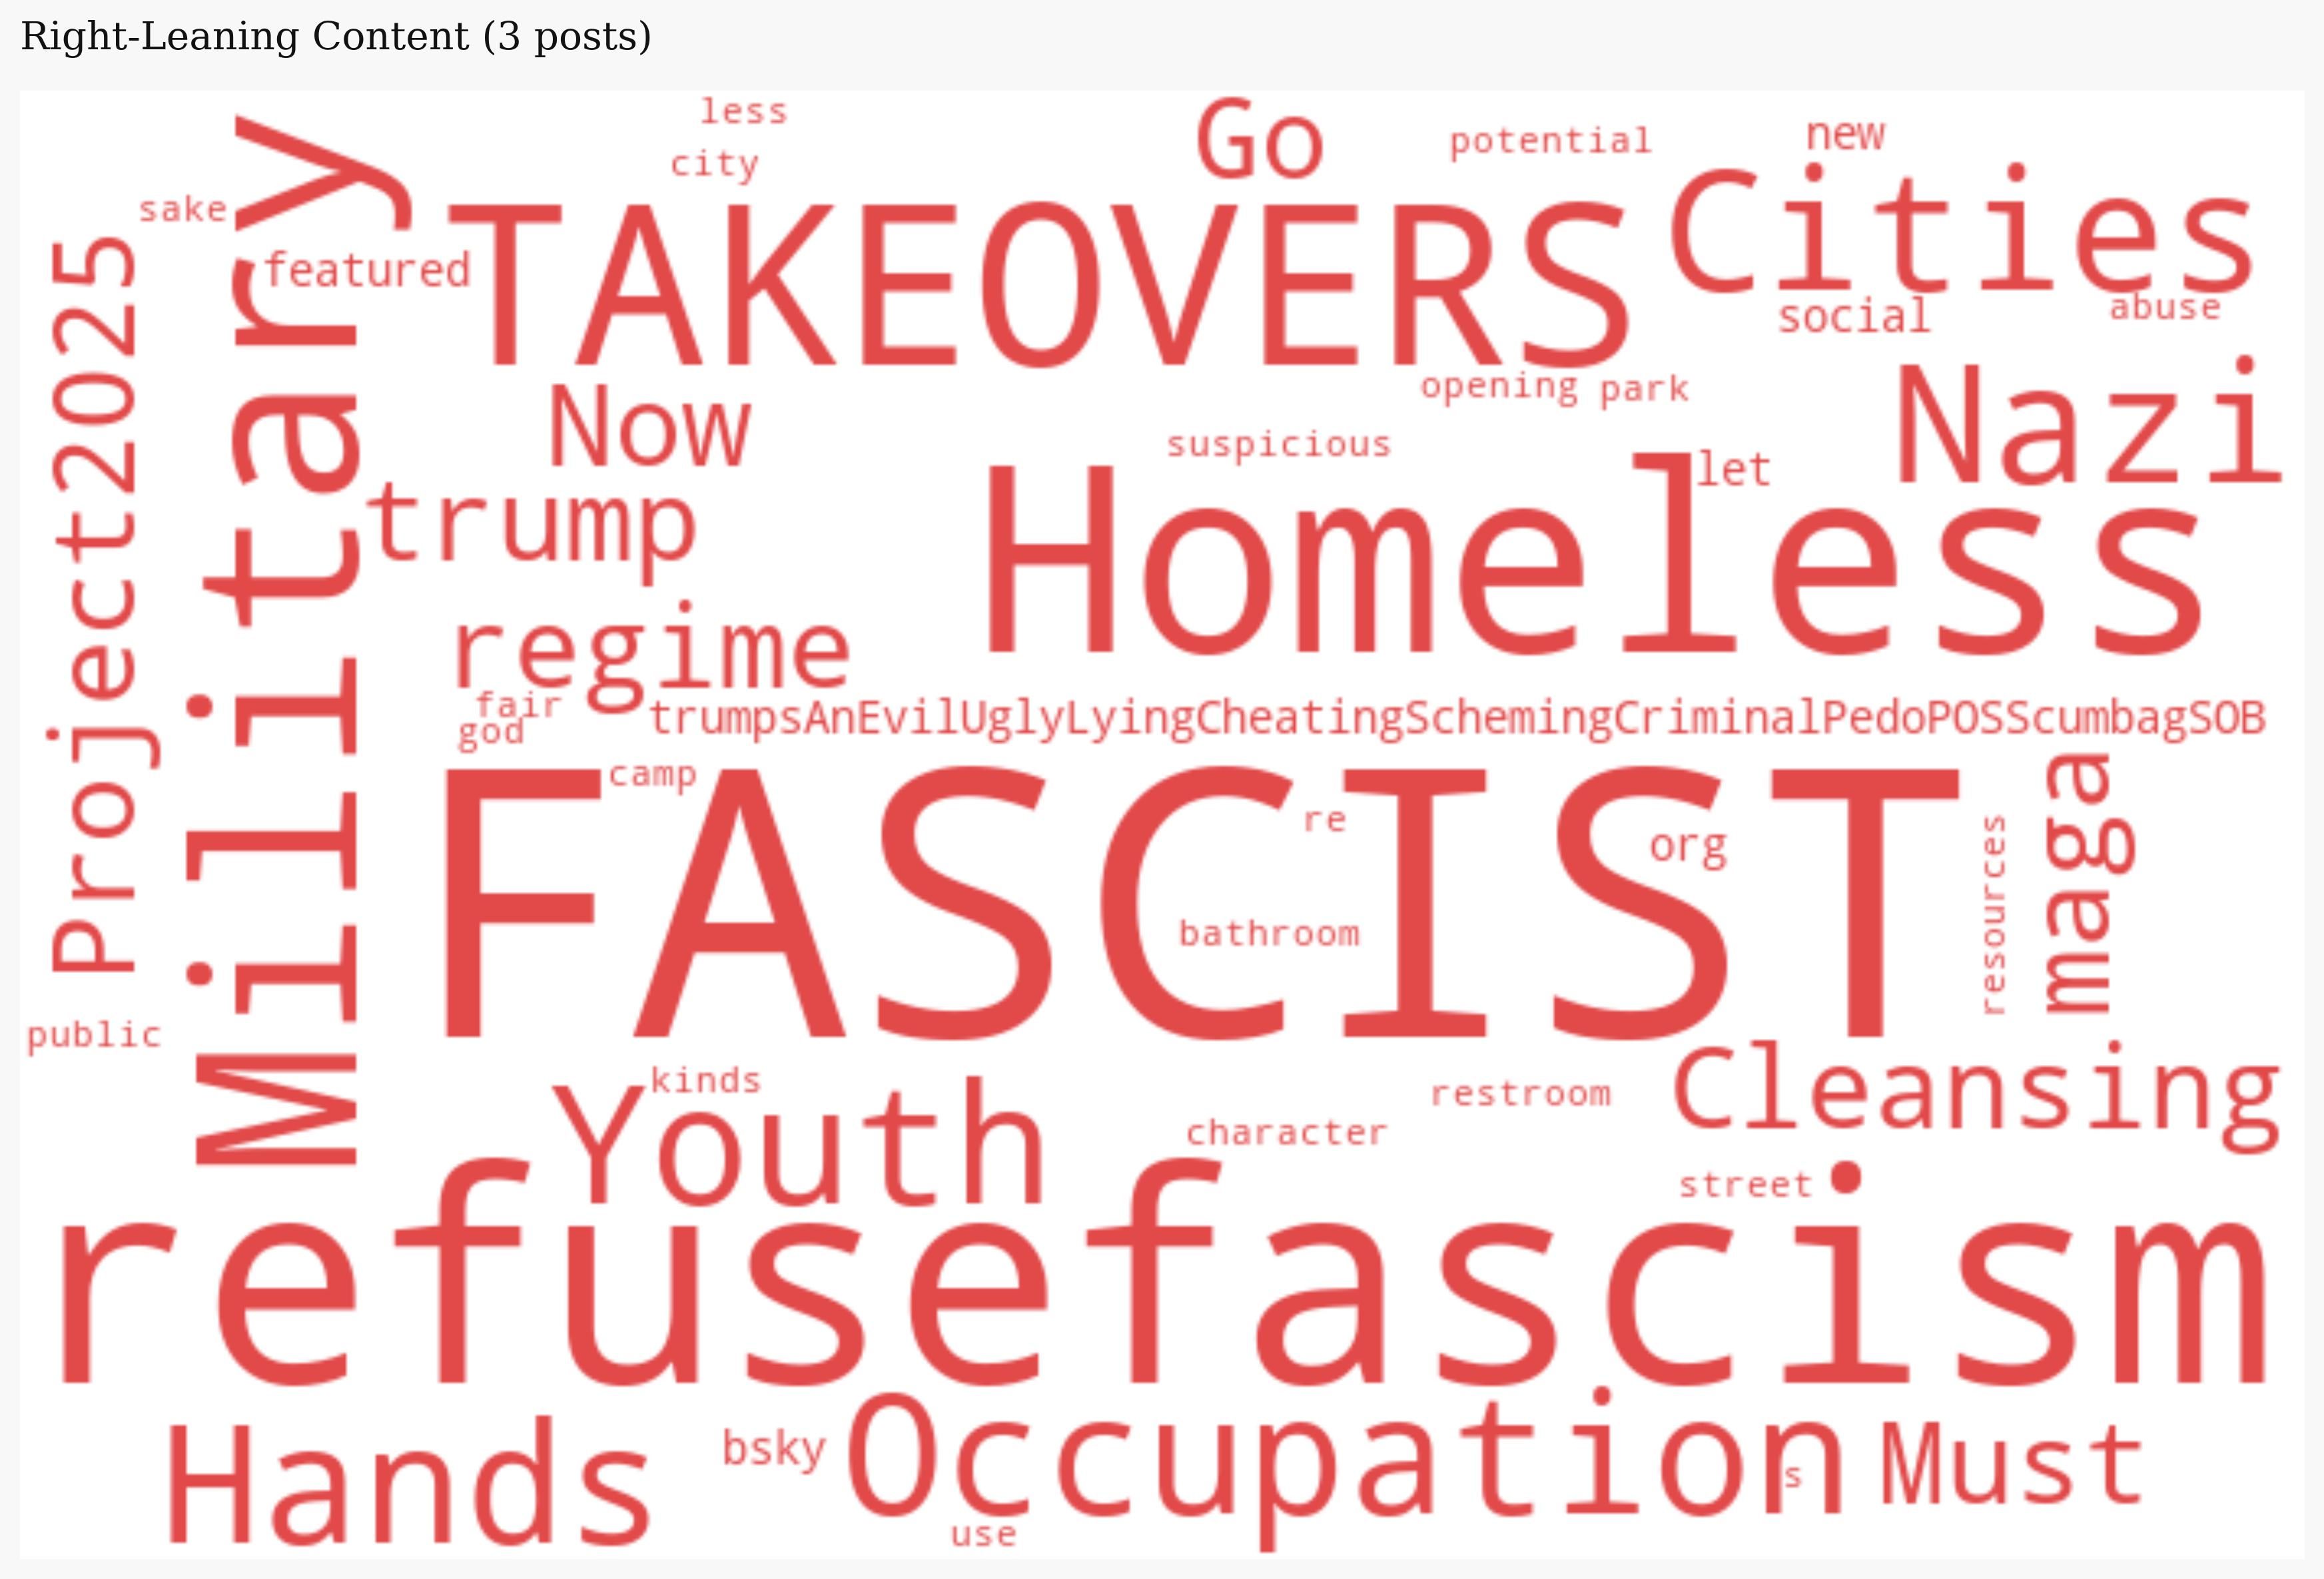 Right-Leaning Content (3 posts)
less
Go
potential
new
city
Cities
sake
Military
TAKEOVERS
featured
social
abuse
Project2025
Now
opening
park
Nazi
suspicious
let
trump
Homeless
regime
fair
god
trumpsAnEvilUglyLyingCheatingSchemingCriminalPedoPOSScumbagSOB
camp
FASCIST
re
org
maga
resources
bathroom
public
kinds
Youth
restroom
Cleansing
character
street
refusefascism
Hands
bsky
Occupation
s
Must
use